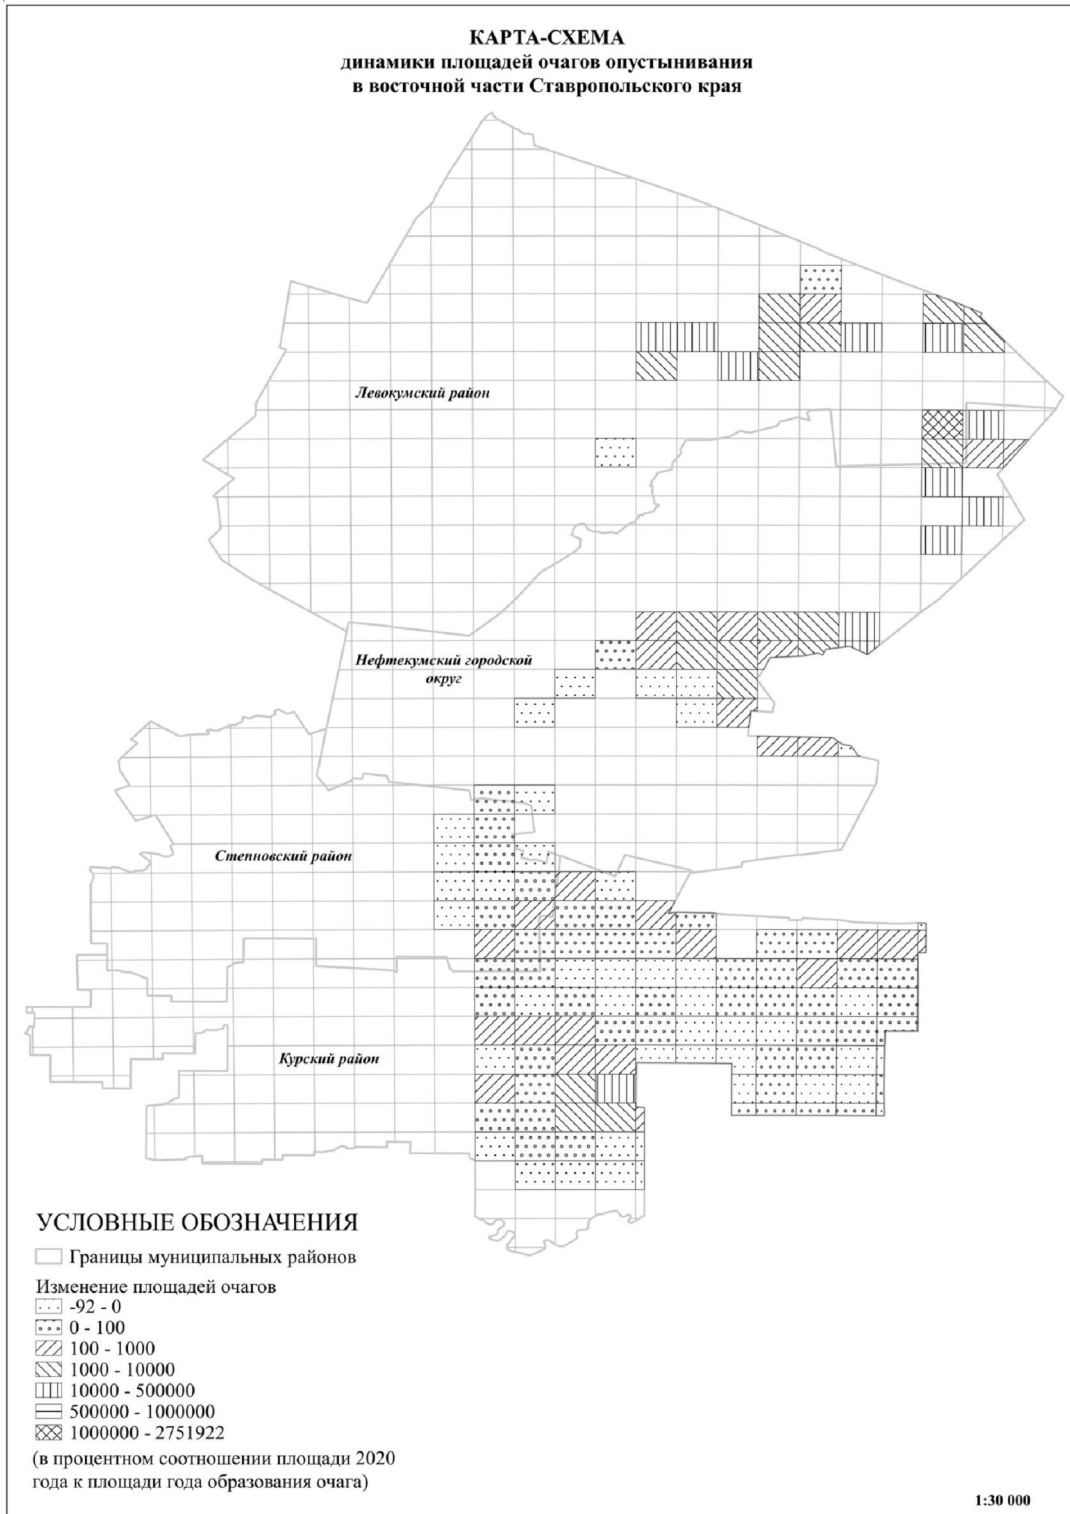 КАРТА-СХЕМА
динамики площадей очагов опустынивания
в восточной части Ставропольского края
Левокумский район
Нефтекумский городской
округ
Степновский район
Курский район
УСЛОВНЫЕ ОБОЗНАЧЕНИЯ
Границы муниципальных районов
Изменение площадей очагов
-92 - 0
0 - 100
100 - 1000
1000 - 10000
10000 - 500000
500000 - 1000000
1000000 - 2751922
(в процентном соотношении площади 2020
года к площади года образования очага)
1:30 000